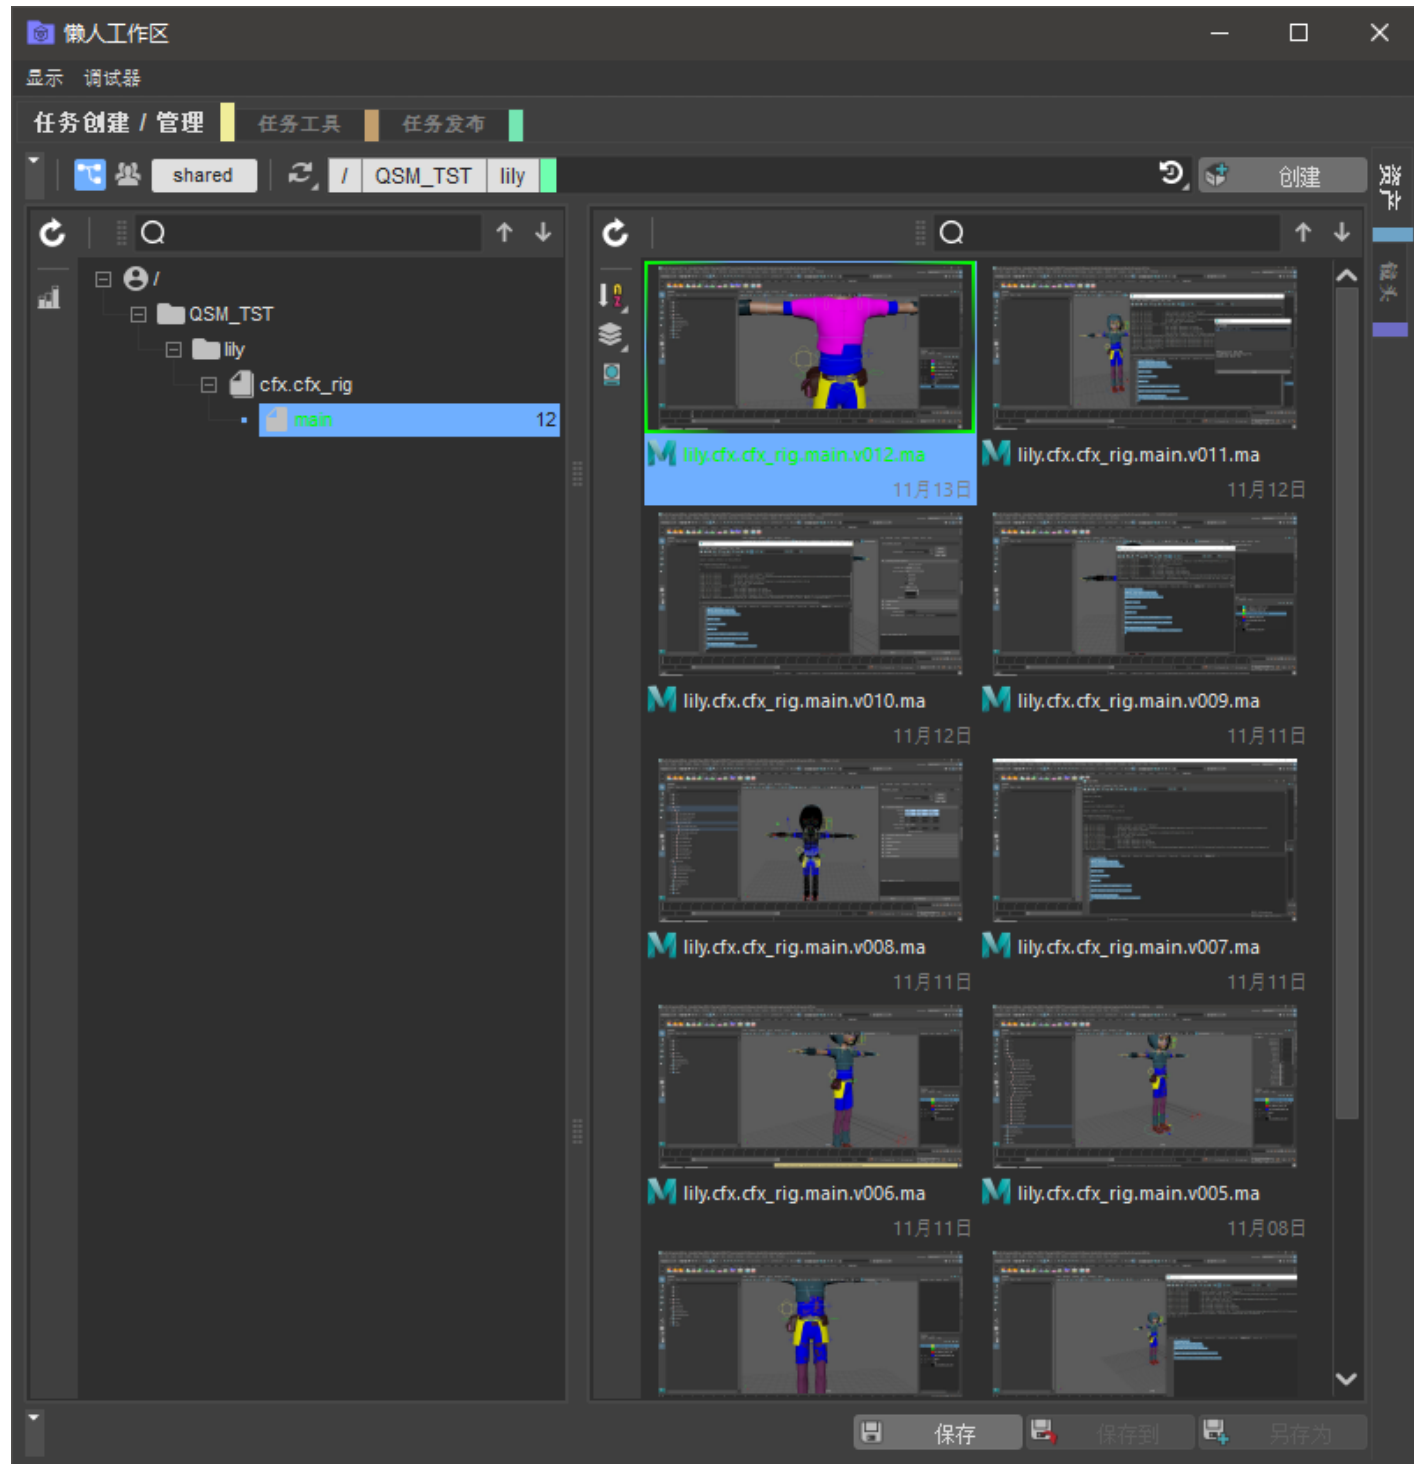 懒人工作区
显示 调试器
任务创建 / 管理 任务工具 任务发布
shared / QSM_TST lily 创建
资产
镜头
/
QSM_TST
lily
cfx.cfx_rig
main 12
lily.cfx.cfx_rig.main.v012.ma lily.cfx.cfx_rig.main.v011.ma
11月13日 11月12日
lily.cfx.cfx_rig.main.v010.ma lily.cfx.cfx_rig.main.v009.ma
11月12日 11月11日
lily.cfx.cfx_rig.main.v008.ma lily.cfx.cfx_rig.main.v007.ma
11月11日 11月11日
lily.cfx.cfx_rig.main.v006.ma lily.cfx.cfx_rig.main.v005.ma
11月11日 11月08日
保存 保存到 另存为